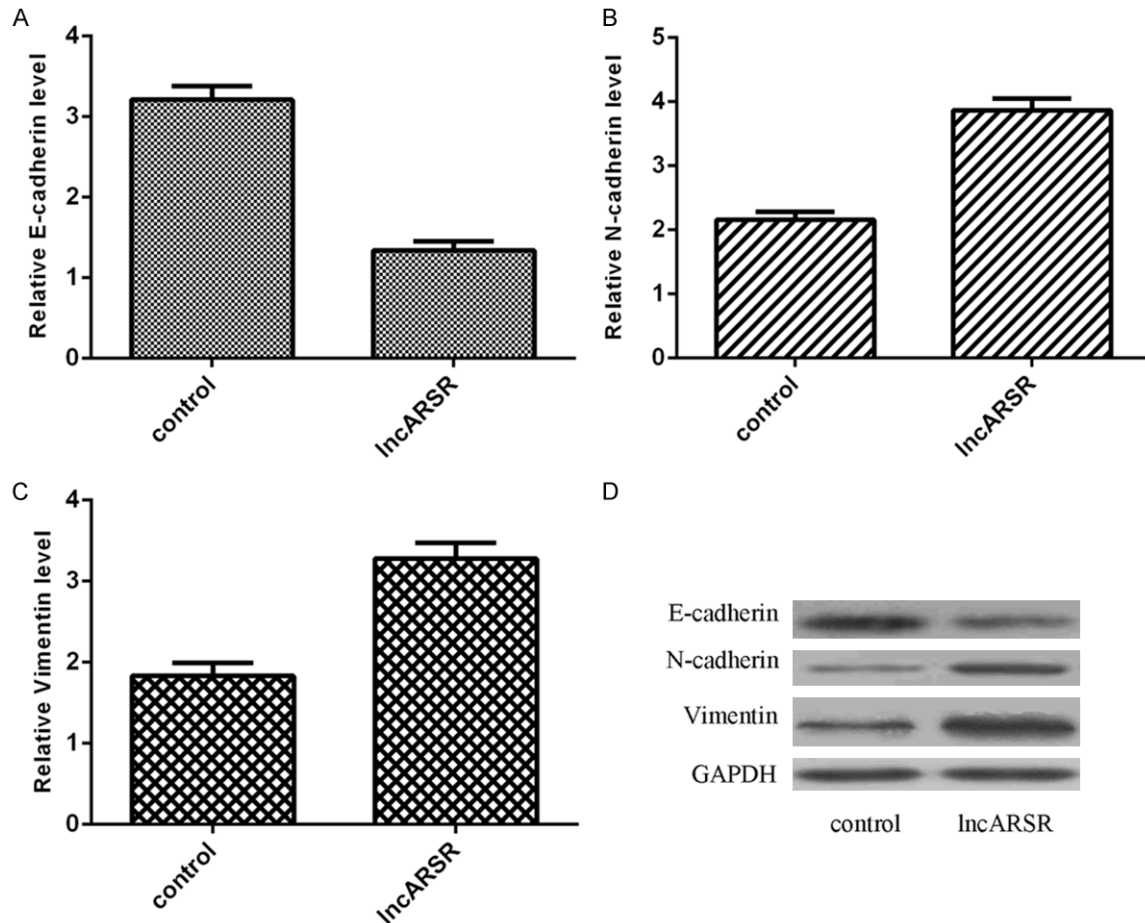 A
Relative E-cadherin level
4
3
2
1
0
control
lncARSR
B
Relative N-cadherin level
5
4
3
2
1
0
control
lncARSR
C
Relative Vimentin level
4
3
2
1
0
control
lncARSR
D
E-cadherin
N-cadherin
Vimentin
GAPDH
control lncARSR